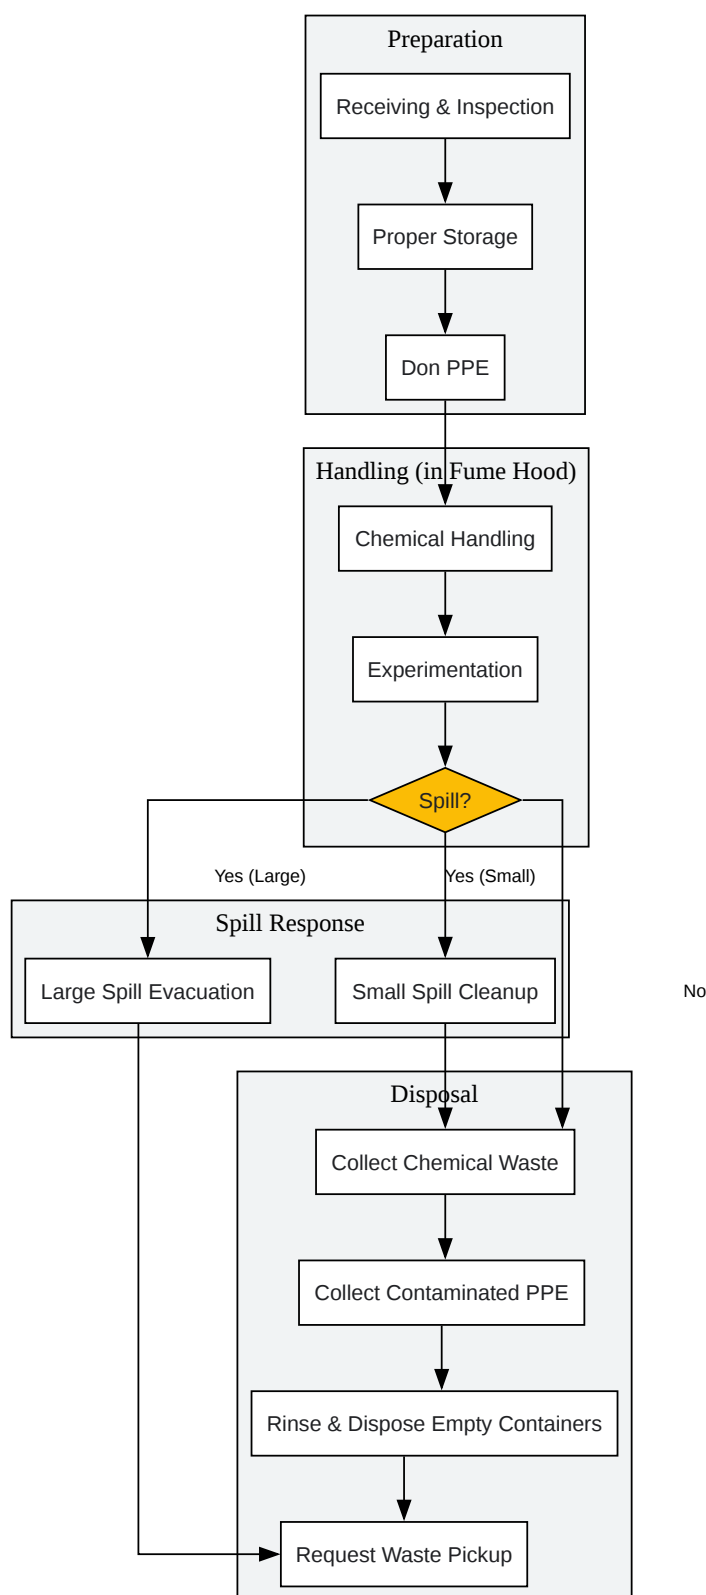 Preparation
Receiving & Inspection
Proper Storage
Don PPE
Handling (in Fume Hood)
Chemical Handling
Experimentation
Spill?
Yes (Large)
Yes (Small)
Spill Response
Large Spill Evacuation
Small Spill Cleanup
No
Disposal
Collect Chemical Waste
Collect Contaminated PPE
Rinse & Dispose Empty Containers
Request Waste Pickup